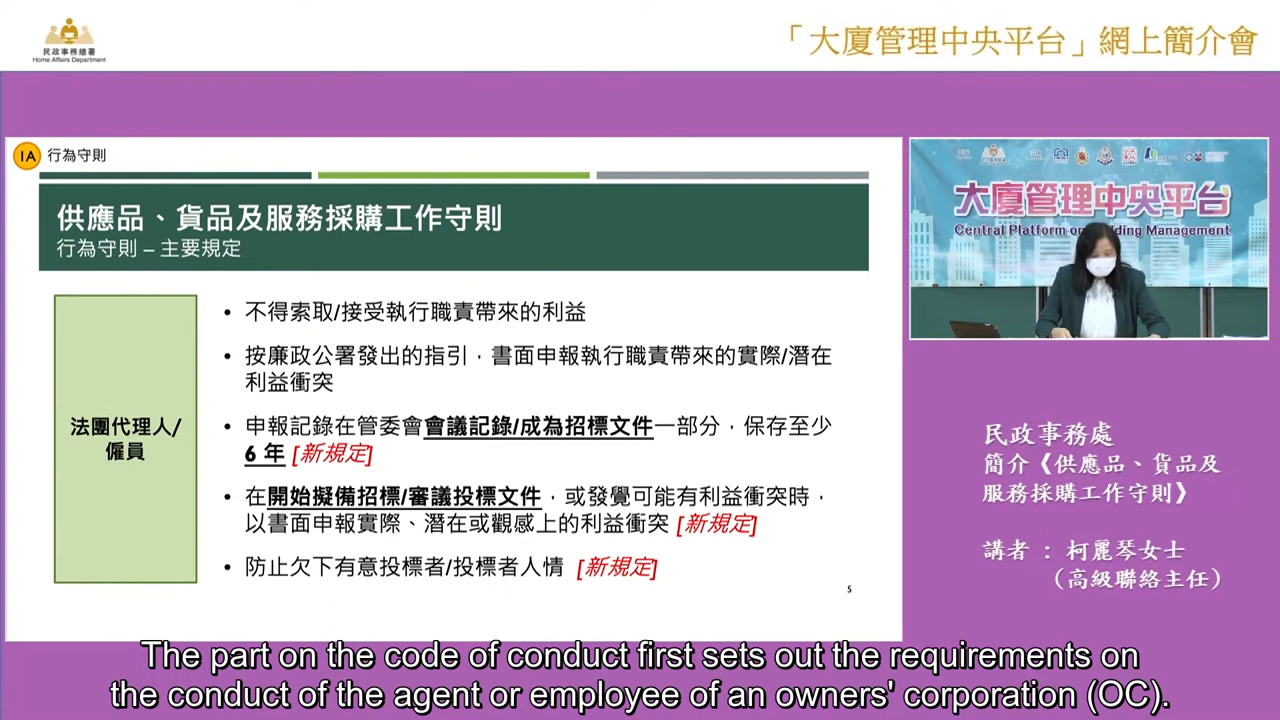 民政事務總署
Home Affairs Department
「大廈管理中央平台」網上簡介會
1A 行為守則
供應品、貨品及服務採購工作守則
行為守則 – 主要規定
法團代理人/
僱員
• 不得索取/接受執行職責帶來的利益
• 按廉政公署發出的指引，書面申報執行職責帶來的實際/潛在
利益衝突
• 申報記錄在管委會會議記錄/成為招標文件一部分，保存至少
6 年 [新規定]
• 在開始擬備招標/審議投標文件，或發覺可能有利益衝突時，
以書面申報實際、潛在或觀感上的利益衝突 [新規定]
• 防止欠下有意投標者/投標者人情 [新規定]
5
大廈管理中央平台
Central Platform on Building Management
民政事務處
簡介《供應品、貨品及
服務採購工作守則》
講者 ： 柯麗琴女士
（高級聯絡主任）
The part on the code of conduct first sets out the requirements on
the conduct of the agent or employee of an owners' corporation (OC).